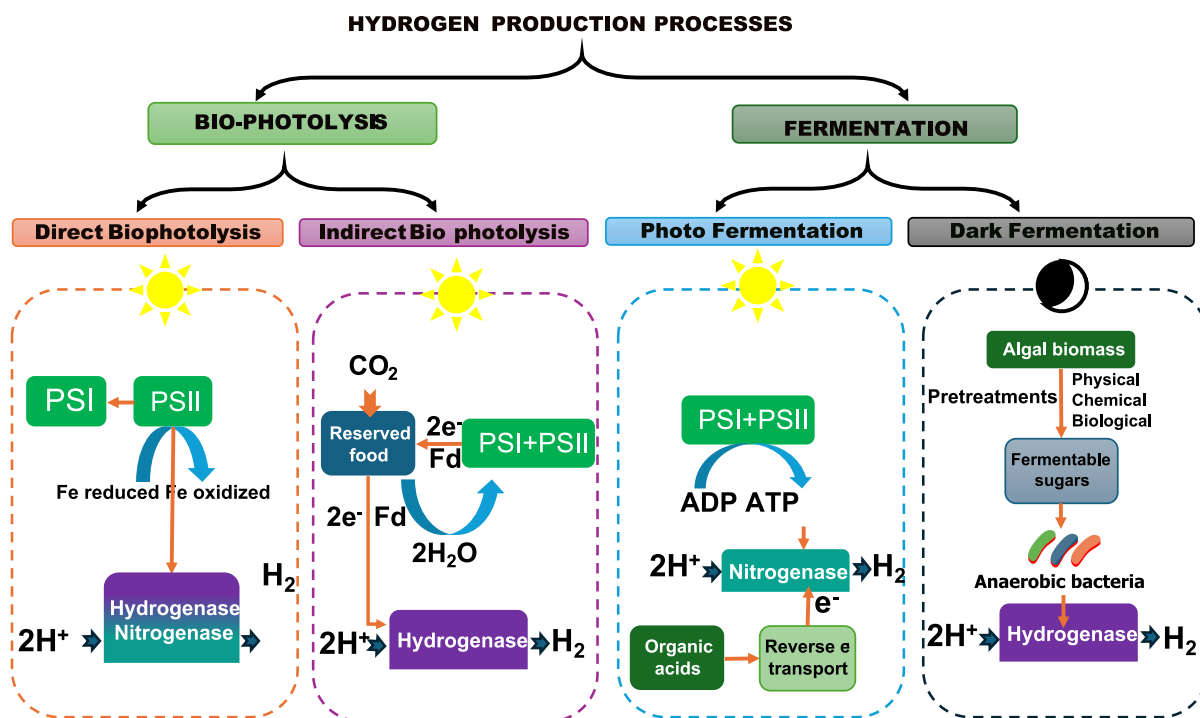 HYDROGEN PRODUCTION PROCESSES
BIO-PHOTOLYSIS
FERMENTATION
Direct Biophotolysis
Indirect Bio photolysis
Photo Fermentation
Dark Fermentation
PSI
PSII
Fe reduced Fe oxidized
H₂
Hydrogenase
Nitrogenase
2H⁺
CO₂
Reserved
food
2e⁻
Fd
PSI+PSII
2e⁻ Fd
2H₂O
2H⁺
Hydrogenase
H₂
PSI+PSII
ADP ATP
2H⁺
Nitrogenase
H₂
e⁻
Organic
acids
Reverse e
transport
Algal biomass
Pretreatments
Physical
Chemical
Biological
Fermentable
sugars
Anaerobic bacteria
2H⁺
Hydrogenase
H₂